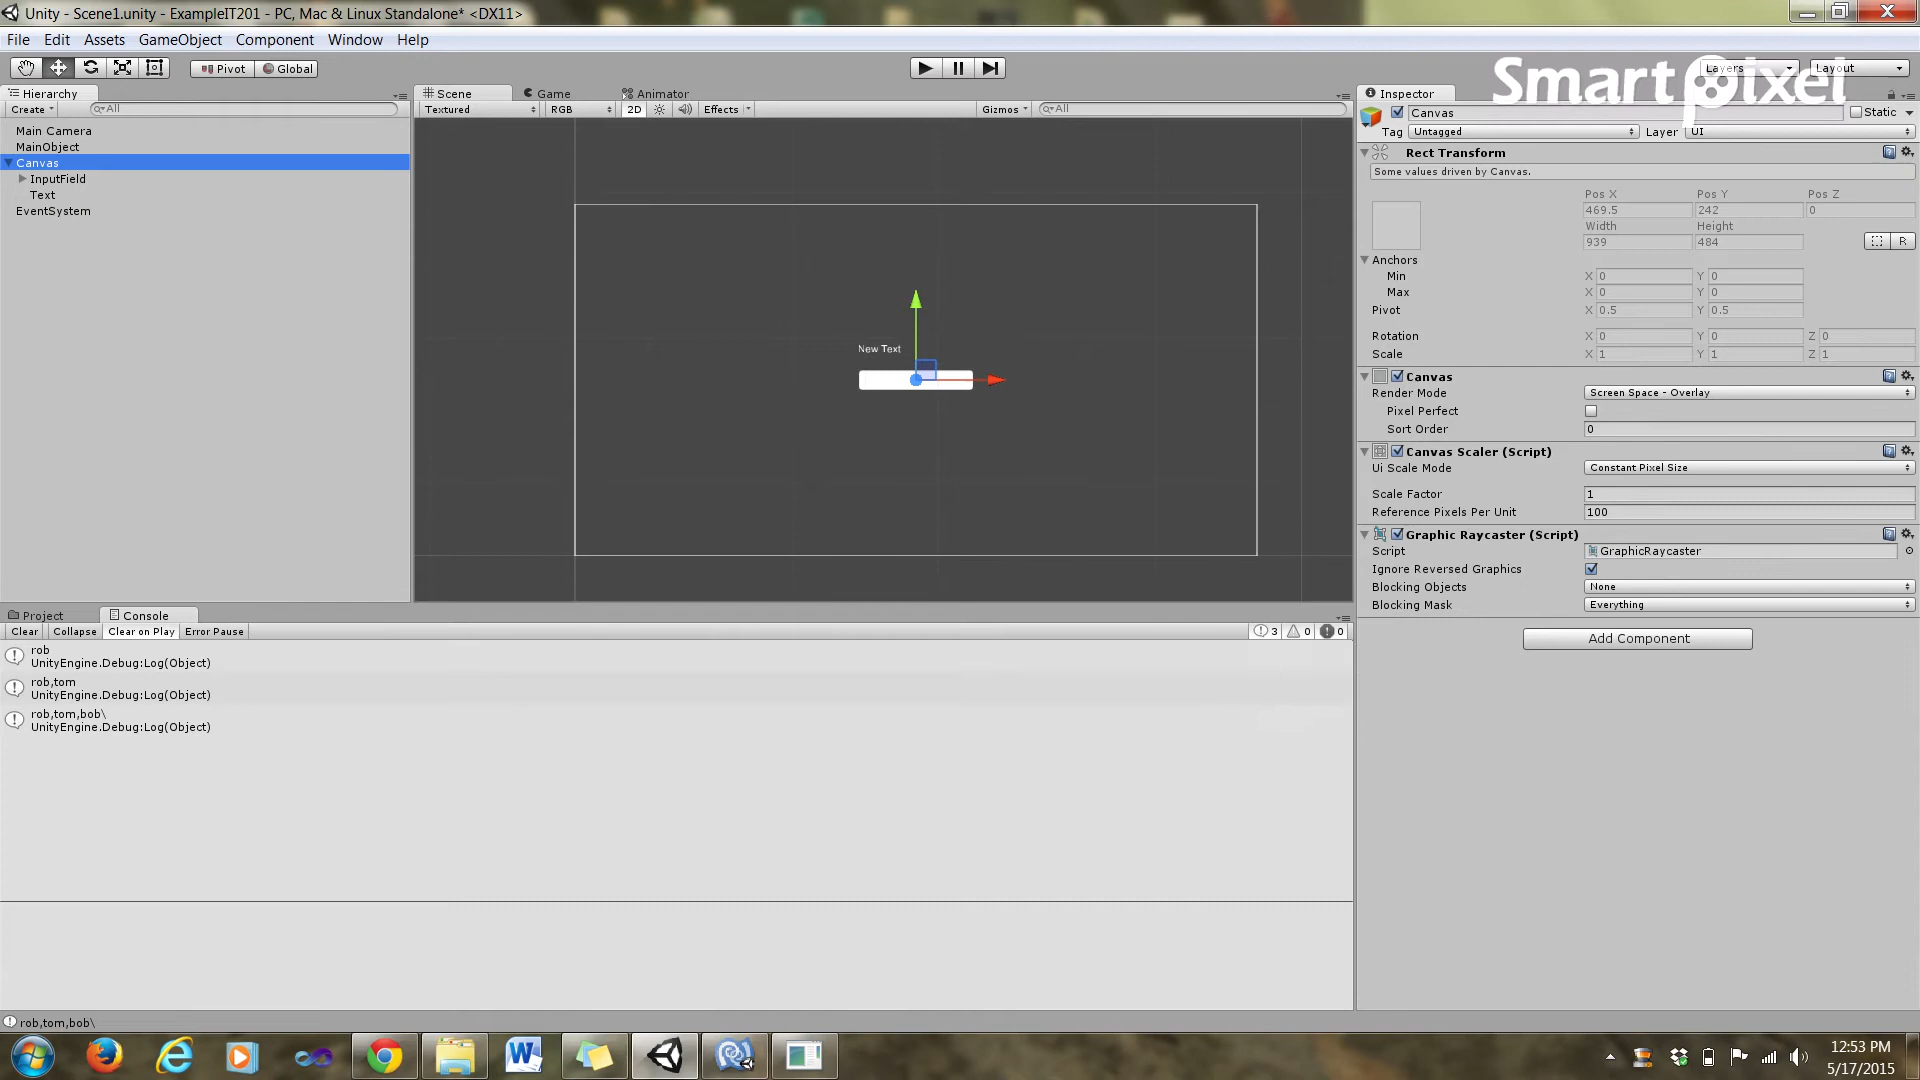 Unity - Scene1.unity - ExampleIT201 - PC, Mac & Linux Standalone* <DX11>
File Edit Assets GameObject Component Window Help
Pivot Global Layers Layout
Smart pixel
Hierarchy
Create All
Main Camera
MainObject
Canvas
InputField
Text
EventSystem
Scene Game Animator
Textured RGB 2D Effects Gizmos All
New Text
Inspector
Canvas Static
Tag Untagged Layer UI
Rect Transform
Some values driven by Canvas.
Pos X Pos Y Pos Z
469.5 242 0
Width Height
939 484 R
Anchors
Min X 0 Y 0
Max X 0 Y 0
Pivot X 0.5 Y 0.5
Rotation X 0 Y 0 Z 0
Scale X 1 Y 1 Z 1
Canvas
Render Mode Screen Space - Overlay
Pixel Perfect
Sort Order 0
Canvas Scaler (Script)
Ui Scale Mode Constant Pixel Size
Scale Factor 1
Reference Pixels Per Unit 100
Graphic Raycaster (Script)
Script GraphicRaycaster
Ignore Reversed Graphics
Blocking Objects None
Blocking Mask Everything
Add Component
Project Console
Clear Collapse Clear on Play Error Pause 3 0 0
rob
UnityEngine.Debug:Log(Object)
rob,tom
UnityEngine.Debug:Log(Object)
rob,tom,bob\
UnityEngine.Debug:Log(Object)
rob,tom,bob\
12:53 PM
5/17/2015